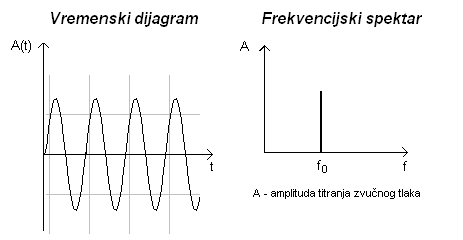 Vremenski dijagram
Frekvencijski spektar
A(t)
t
A
f0
f
A - amplituda titranja zvučnog tlaka